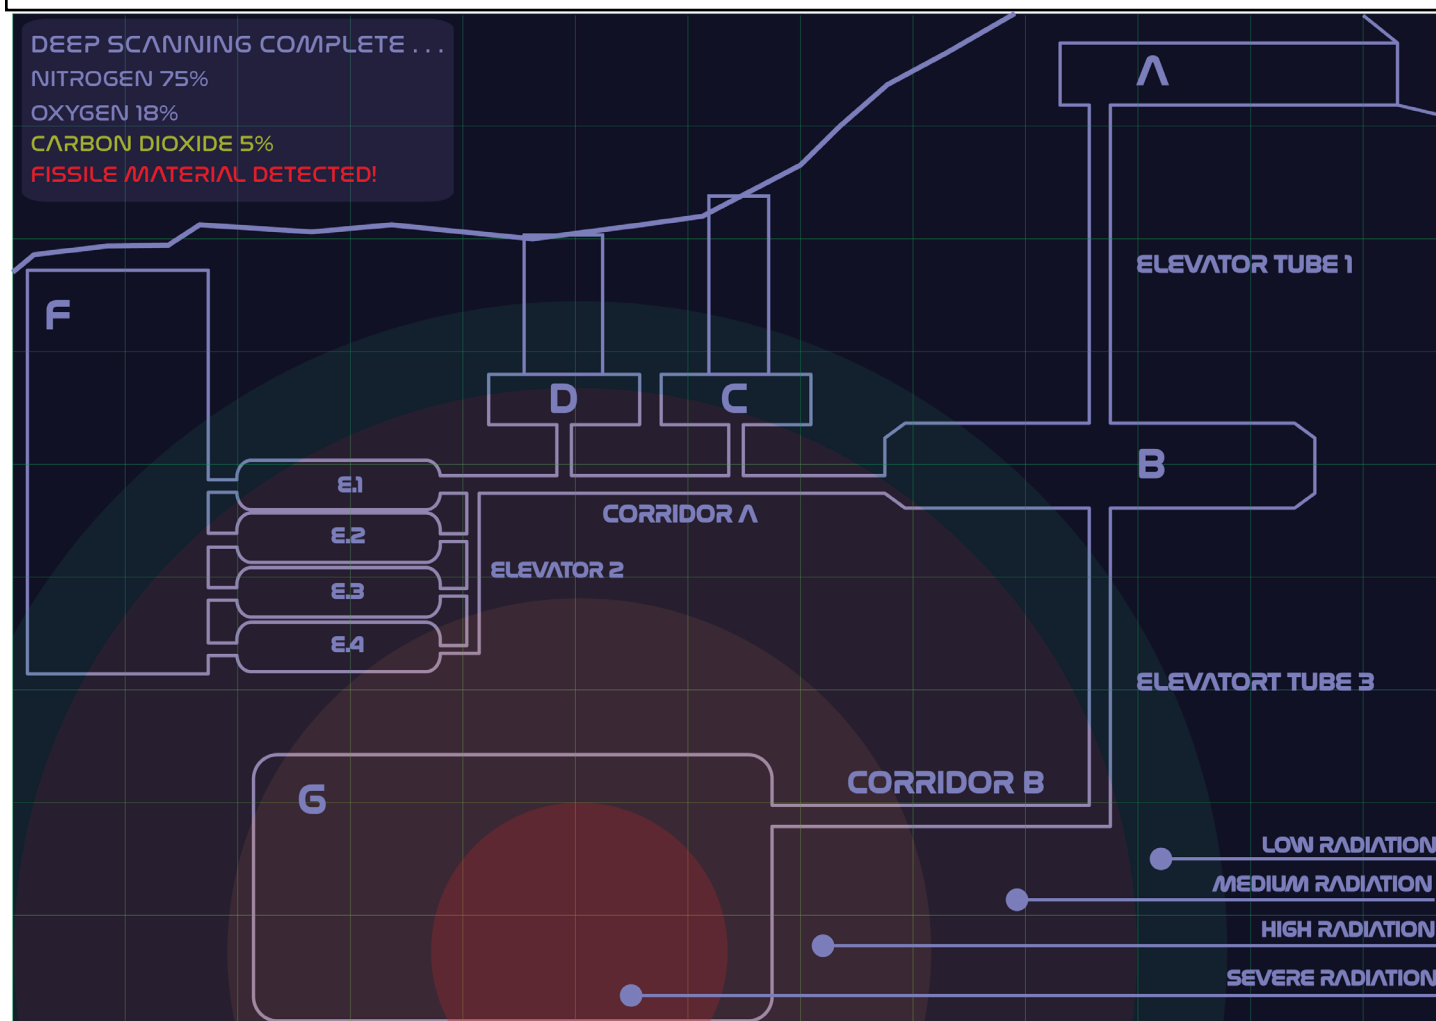 DEEP SCANNING COMPLETE . . .
NITROGEN 75%
OXYGEN 18%
CARBON DIOXIDE 5%
FISSILE MATERIAL DETECTED!
A
ELEVATOR TUBE 1
F
D
C
B
E.1
CORRIDOR A
E.2
ELEVATOR 2
E.3
E.4
ELEVATORT TUBE 3
G
CORRIDOR B
LOW RADIATION
MEDIUM RADIATION
HIGH RADIATION
SEVERE RADIATION